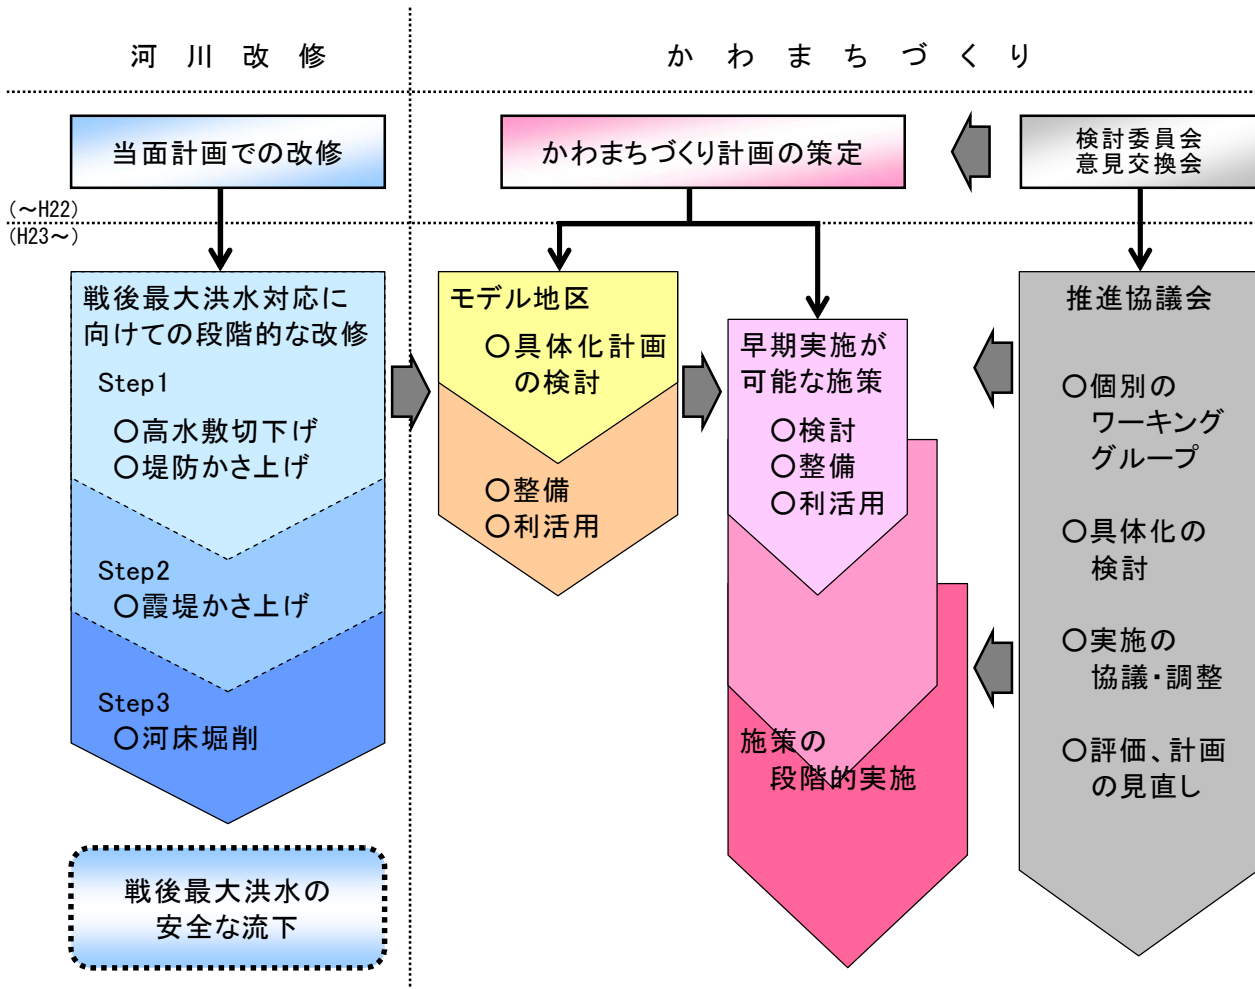 河川改修
かわまちづくり
当面計画での改修
かわまちづくり計画の策定
検討委員会
意見交換会
(～H22)
(H23～)
戦後最大洪水対応に
向けての段階的な改修
Step1
○高水敷切下げ
○堤防かさ上げ
Step2
○霞堤かさ上げ
Step3
○河床堀削
戦後最大洪水の
安全な流下
モデル地区
○具体化計画
の検討
○整備
○利活用
早期実施が
可能な施策
○検討
○整備
○利活用
施策の
段階的実施
推進協議会
○個別の
ワーキング
グループ
○具体化の
検討
○実施の
協議・調整
○評価、計画
の見直し